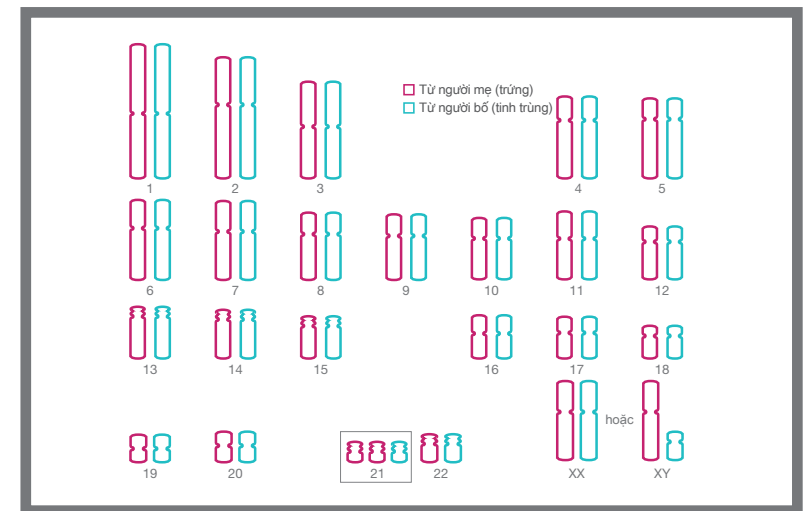 Từ người mẹ (trứng)
Từ người bố (tinh trùng)
1 2 3 4 5
6 7 8 9 10 11 12
13 14 15 16 17 18
hoặc
19 20 21 22 XX XY